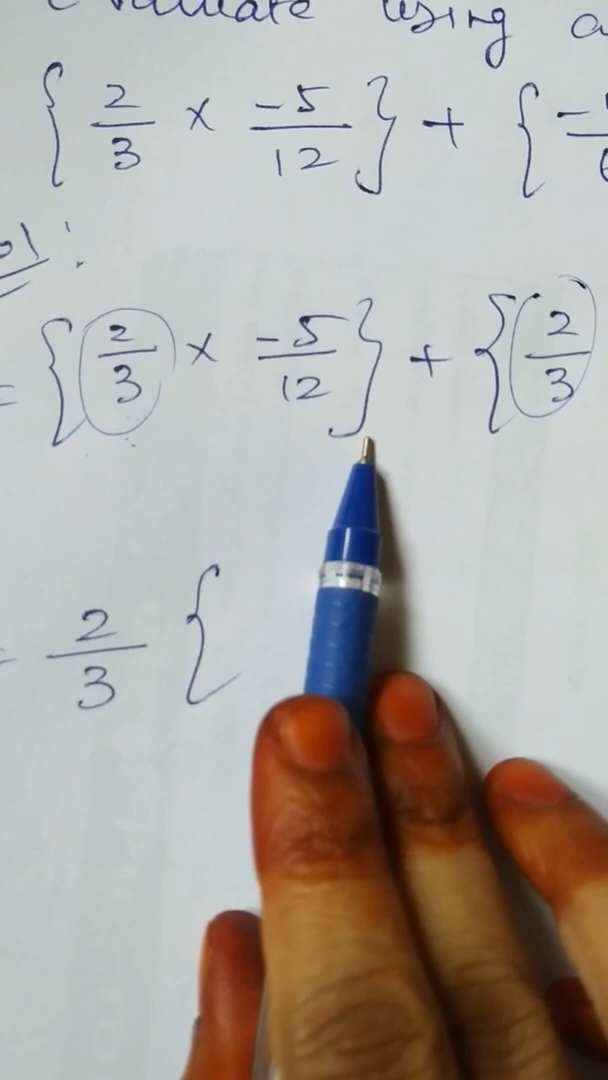 using
{ 2/3 × -5/12 } + { -
= { 2/3 × -5/12 } + { 2/3
= 2/3 {